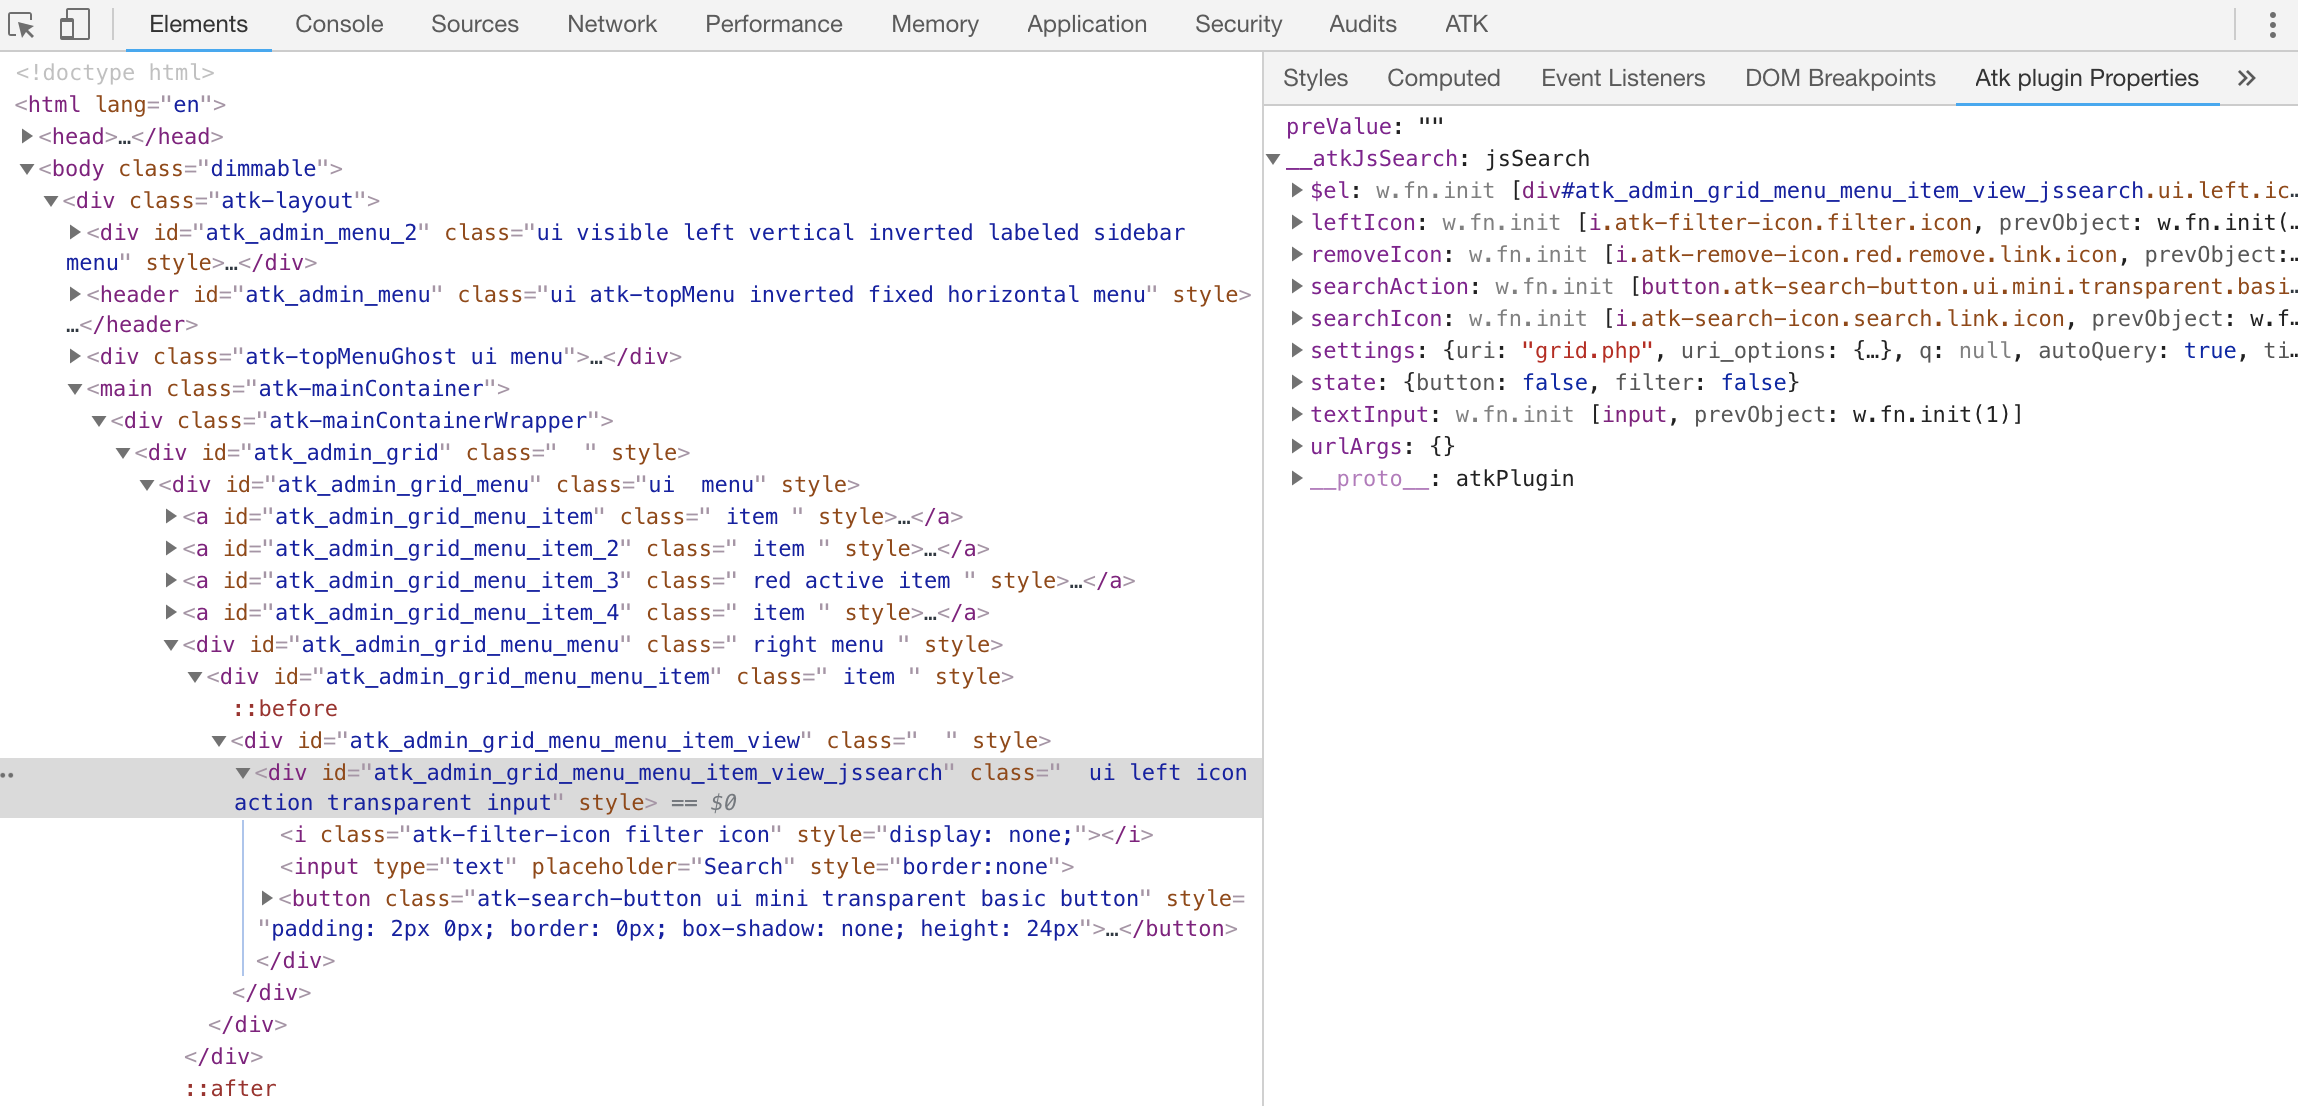 Elements Console Sources Network Performance Memory Application Security Audits ATK
<!doctype html>
<html lang="en">
<head>…</head>
<body class="dimmable">
<div class="atk-layout">
<div id="atk_admin_menu_2" class="ui visible left vertical inverted labeled sidebar
menu" style>…</div>
<header id="atk_admin_menu" class="ui atk-topMenu inverted fixed horizontal menu" style>
…</header>
<div class="atk-topMenuGhost ui menu">…</div>
<main class="atk-mainContainer">
<div class="atk-mainContainerWrapper">
<div id="atk_admin_grid" class="  " style>
<div id="atk_admin_grid_menu" class="ui  menu" style>
<a id="atk_admin_grid_menu_item" class=" item " style>…</a>
<a id="atk_admin_grid_menu_item_2" class=" item " style>…</a>
<a id="atk_admin_grid_menu_item_3" class=" red active item " style>…</a>
<a id="atk_admin_grid_menu_item_4" class=" item " style>…</a>
<div id="atk_admin_grid_menu_menu" class=" right menu " style>
<div id="atk_admin_grid_menu_menu_item" class=" item " style>
::before
<div id="atk_admin_grid_menu_menu_item_view" class="  " style>
<div id="atk_admin_grid_menu_menu_item_view_jssearch" class="  ui left icon
action transparent input" style> == $0
<i class="atk-filter-icon filter icon" style="display: none;"></i>
<input type="text" placeholder="Search" style="border:none">
<button class="atk-search-button ui mini transparent basic button" style=
"padding: 2px 0px; border: 0px; box-shadow: none; height: 24px">…</button>
</div>
</div>
</div>
</div>
::after
Styles Computed Event Listeners DOM Breakpoints Atk plugin Properties »
preValue: ""
__atkJsSearch: jsSearch
$el: w.fn.init [div#atk_admin_grid_menu_menu_item_view_jssearch.ui.left.ic…
leftIcon: w.fn.init [i.atk-filter-icon.filter.icon, prevObject: w.fn.init(…
removeIcon: w.fn.init [i.atk-remove-icon.red.remove.link.icon, prevObject:…
searchAction: w.fn.init [button.atk-search-button.ui.mini.transparent.basi…
searchIcon: w.fn.init [i.atk-search-icon.search.link.icon, prevObject: w.f…
settings: {uri: "grid.php", uri_options: {…}, q: null, autoQuery: true, ti…
state: {button: false, filter: false}
textInput: w.fn.init [input, prevObject: w.fn.init(1)]
urlArgs: {}
__proto__: atkPlugin